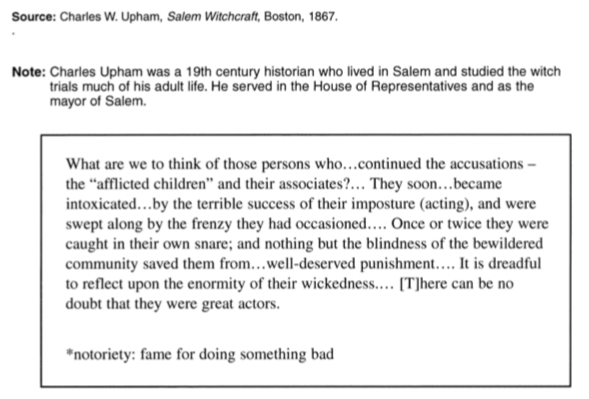 Source: Charles W. Upham, Salem Witchcraft, Boston, 1867.
.
Note: Charles Upham was a 19th century historian who lived in Salem and studied the witch
trials much of his adult life. He served in the House of Representatives and as the
mayor of Salem.
What are we to think of those persons who…continued the accusations –
the “afflicted children” and their associates?… They soon…became
intoxicated…by the terrible success of their imposture (acting), and were
swept along by the frenzy they had occasioned…. Once or twice they were
caught in their own snare; and nothing but the blindness of the bewildered
community saved them from…well-deserved punishment…. It is dreadful
to reflect upon the enormity of their wickedness…. [T]here can be no
doubt that they were great actors.
*notoriety: fame for doing something bad